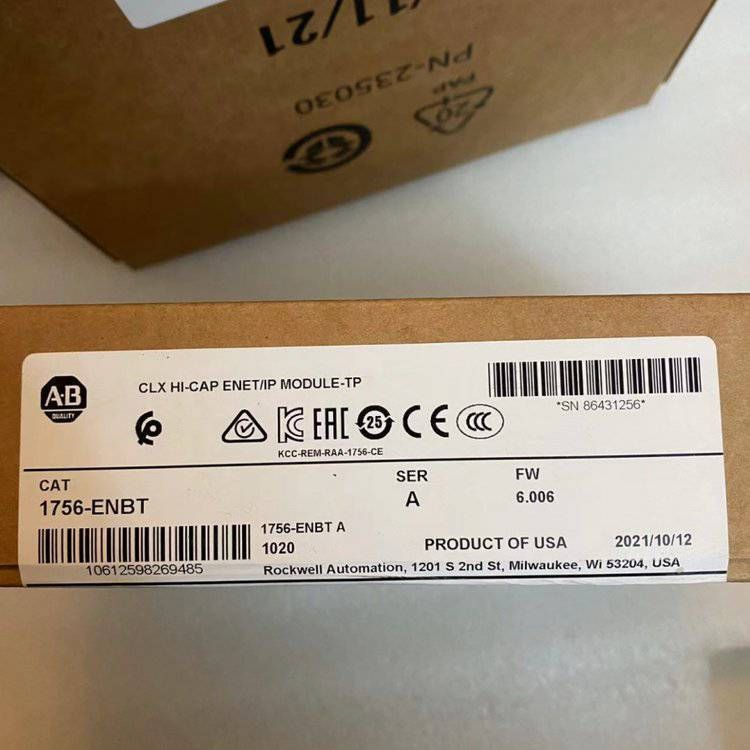 /11/21
PN-235030
20
PAP
A-B
QUALITY
CLX HI-CAP ENET/IP MODULE-TP
*SN 86431256*
EAC 25 CE CCC
KCC-REM-RAA-1756-CE
CAT
1756-ENBT
SER
A
FW
6.006
1756-ENBT A
1020
10612598269485
PRODUCT OF USA
2021/10/12
Rockwell Automation, 1201 S 2nd St, Milwaukee, Wi 53204, USA